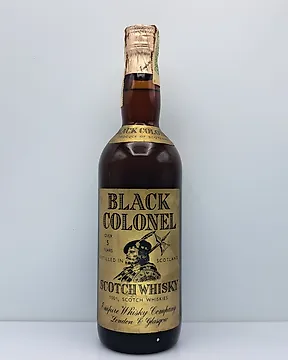 BLACK COLONEL
BLACK
COLONEL
OVER
5
YEARS
DISTILLED IN SCOTLAND
SCOTCH WHISKY
100% SCOTCH WHISKIES
Empire Whisky Company
London & Glasgow